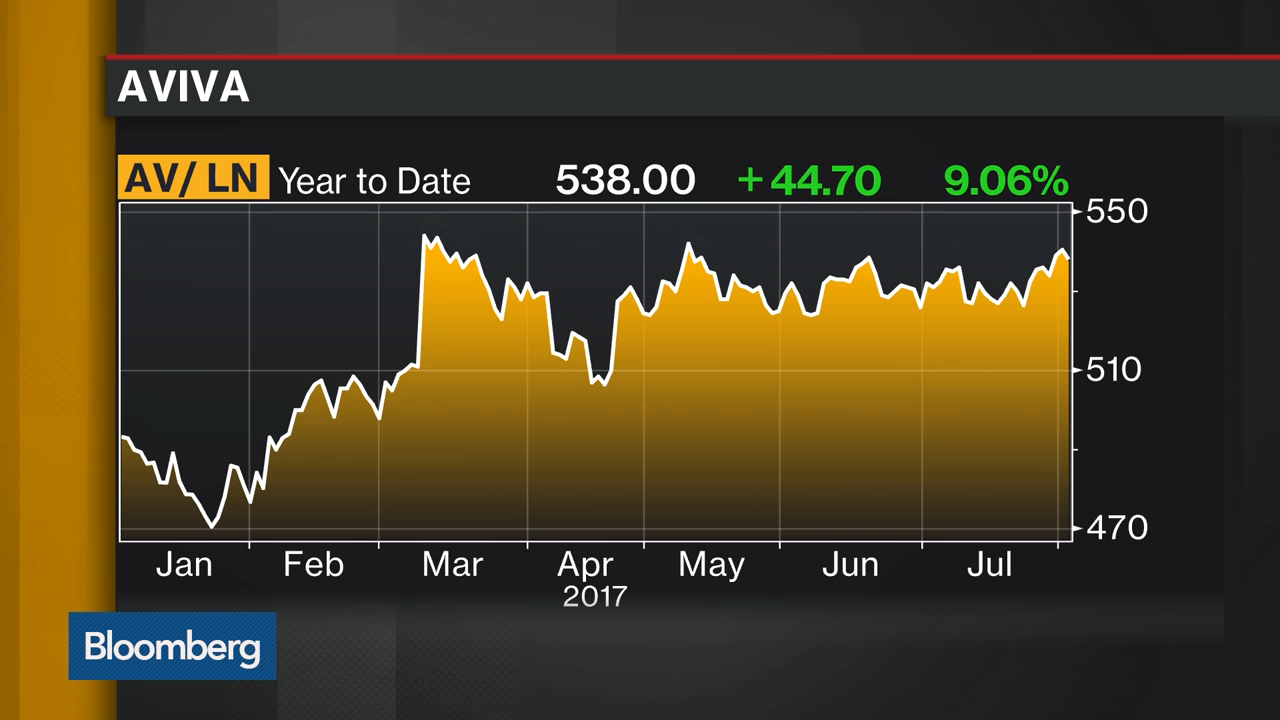 AVIVA
AV/ LN Year to Date 538.00 +44.70 9.06%
550
510
470
Jan Feb Mar Apr May Jun Jul
2017
Bloomberg